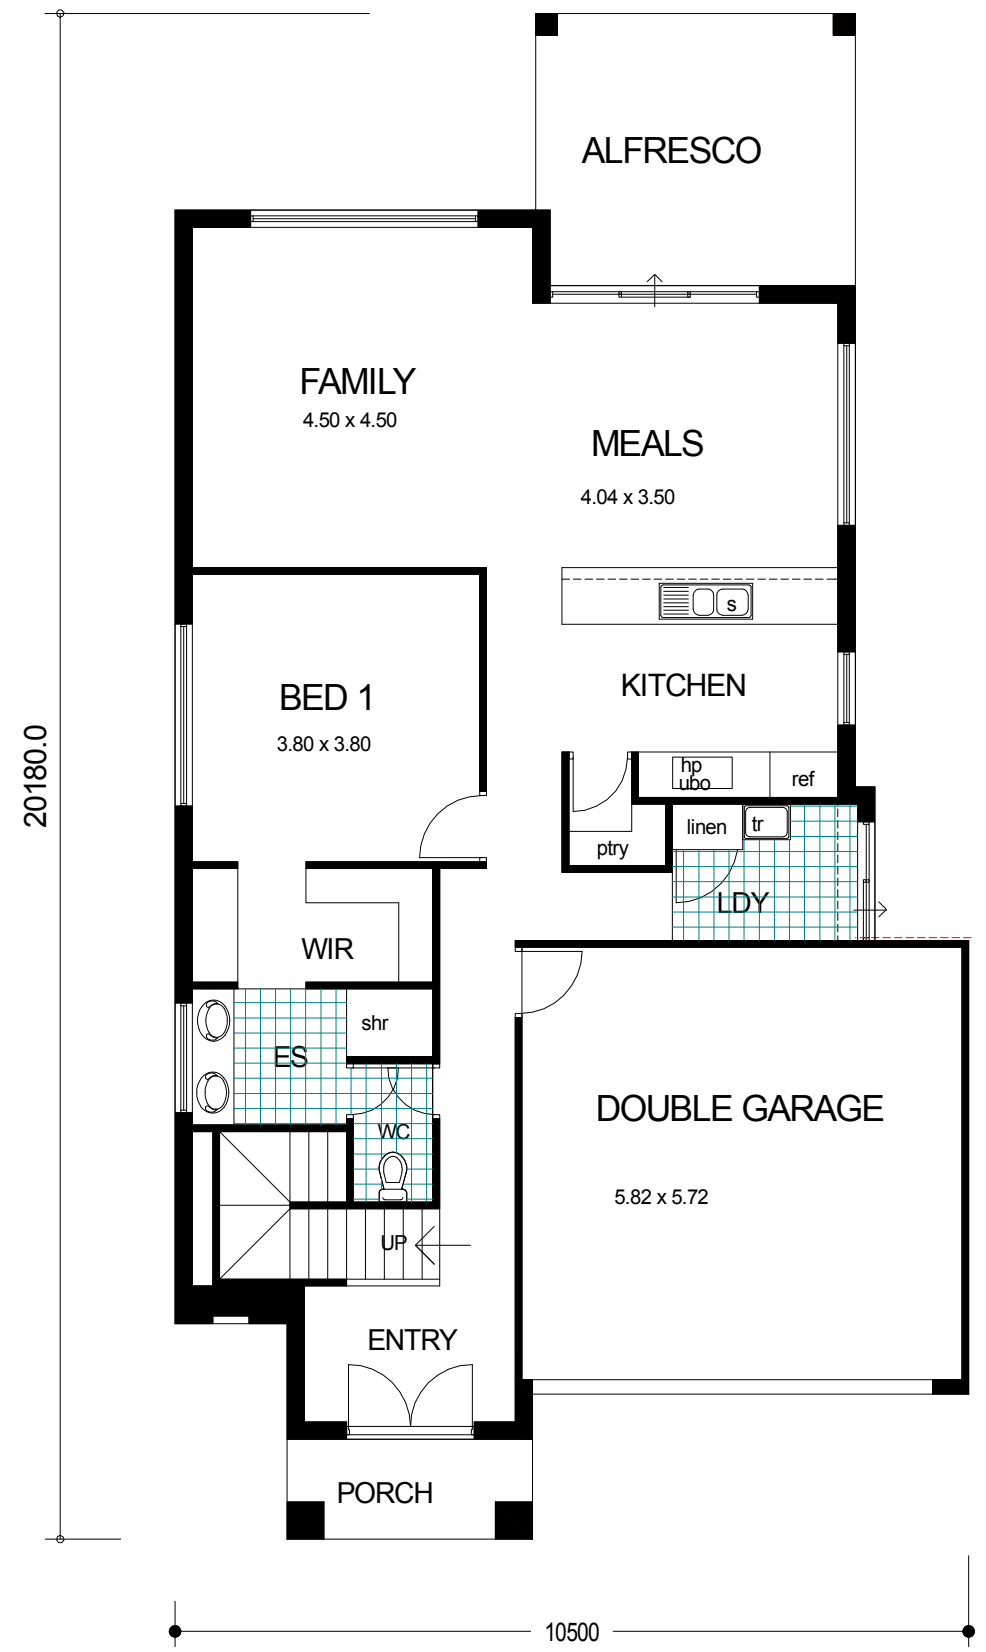 ALFRESCO
FAMILY
4.50 x 4.50
MEALS
4.04 x 3.50
s
KITCHEN
BED 1
3.80 x 3.80
20180.0
hp
ubo
ref
linen
tr
ptry
LDY
WIR
shr
ES
DOUBLE GARAGE
WC
5.82 x 5.72
UP
ENTRY
PORCH
10500